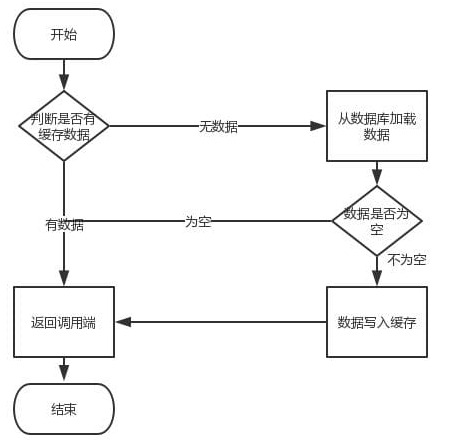 开始
判断是否有
缓存数据
无数据
从数据库加载
数据
有数据
为空
数据是否为
空
不为空
返回调用端
数据写入缓存
结束